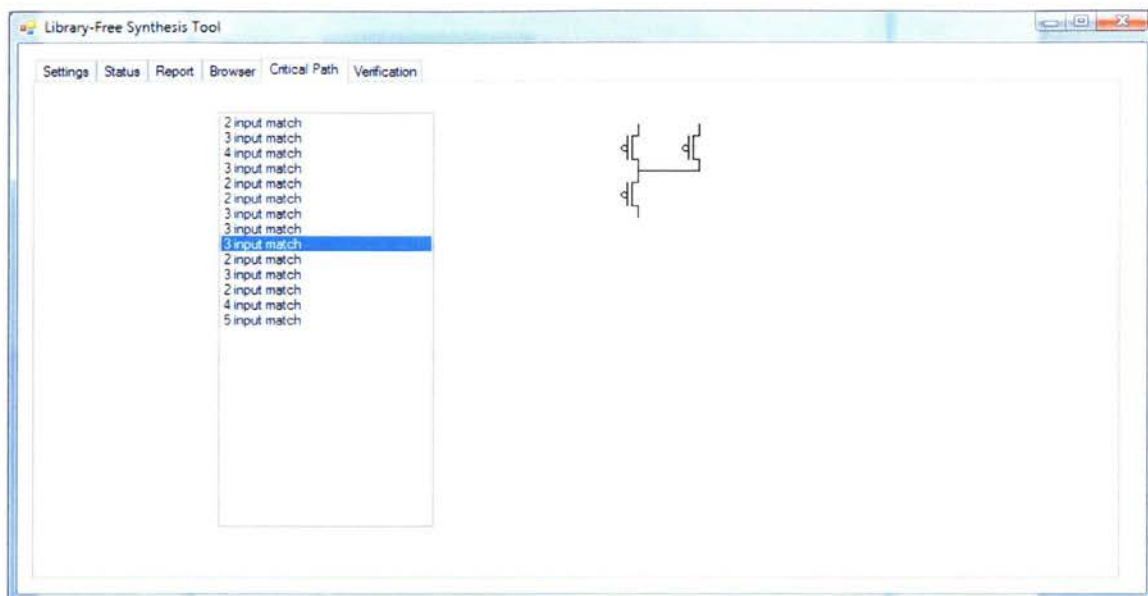 Library-Free Synthesis Tool
Settings Status Report Browser Critical Path Verification
2 input match
3 input match
4 input match
3 input match
2 input match
2 input match
3 input match
3 input match
3 input match
2 input match
3 input match
2 input match
4 input match
5 input match